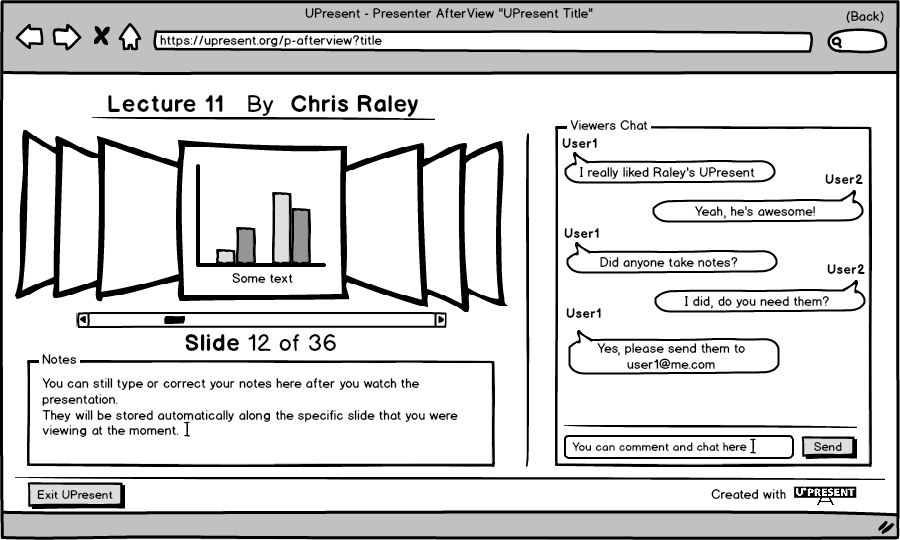 UPresent - Presenter AfterView "UPresent Title"
(Back)
https://upresent.org/p-afterview?title
Lecture 11 By Chris Raley
Some text
Slide 12 of 36
Notes
You can still type or correct your notes here after you watch the
presentation.
They will be stored automatically along the specific slide that you were
viewing at the moment.
Viewers Chat
User1
I really liked Raley's UPresent
User2
Yeah, he's awesome!
User1
Did anyone take notes?
User2
I did, do you need them?
User1
Yes, please send them to
user1@me.com
You can comment and chat here
Send
Exit UPresent
Created with UPRESENT